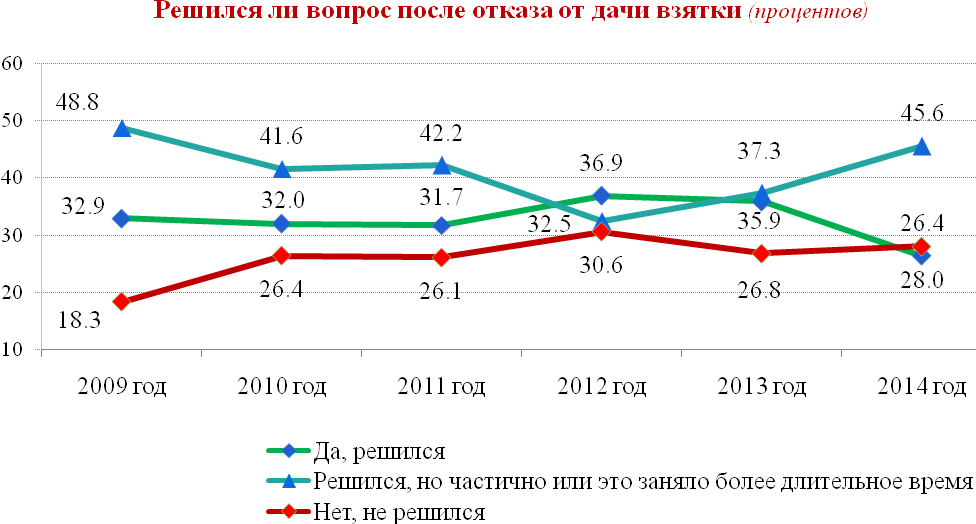 Решился ли вопрос после отказа от дачи взятки (процентов)
60
50
40
30
20
10
48.8
41.6
42.2
36.9
37.3
45.6
32.9
32.0
31.7
32.5
35.9
26.4
18.3
26.4
26.1
30.6
26.8
28.0
2009 год
2010 год
2011 год
2012 год
2013 год
2014 год
Да, решился
Решился, но частично или это заняло более длительное время
Нет, не решился